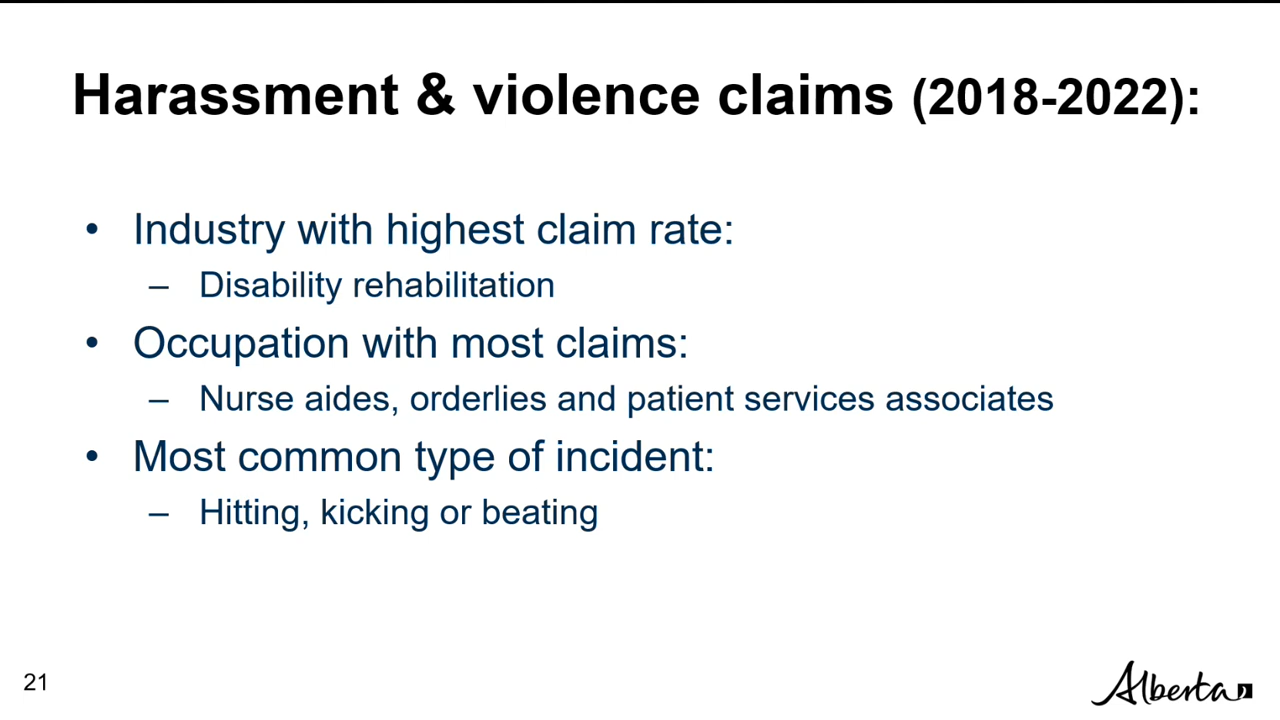 Harassment & violence claims (2018-2022):
• Industry with highest claim rate:
– Disability rehabilitation
• Occupation with most claims:
– Nurse aides, orderlies and patient services associates
• Most common type of incident:
– Hitting, kicking or beating
21
Alberta